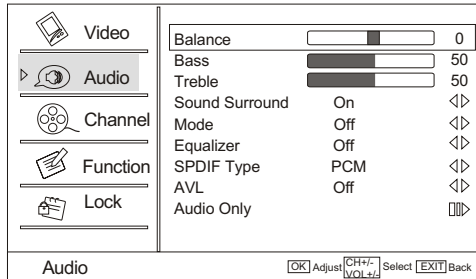 Video
Audio
Channel
Function
Lock
Balance 0
Bass 50
Treble 50
Sound Surround On
Mode Off
Equalizer Off
SPDIF Type PCM
AVL Off
Audio Only
Audio
OK Adjust CH+/- VOL+/- Select EXIT Back